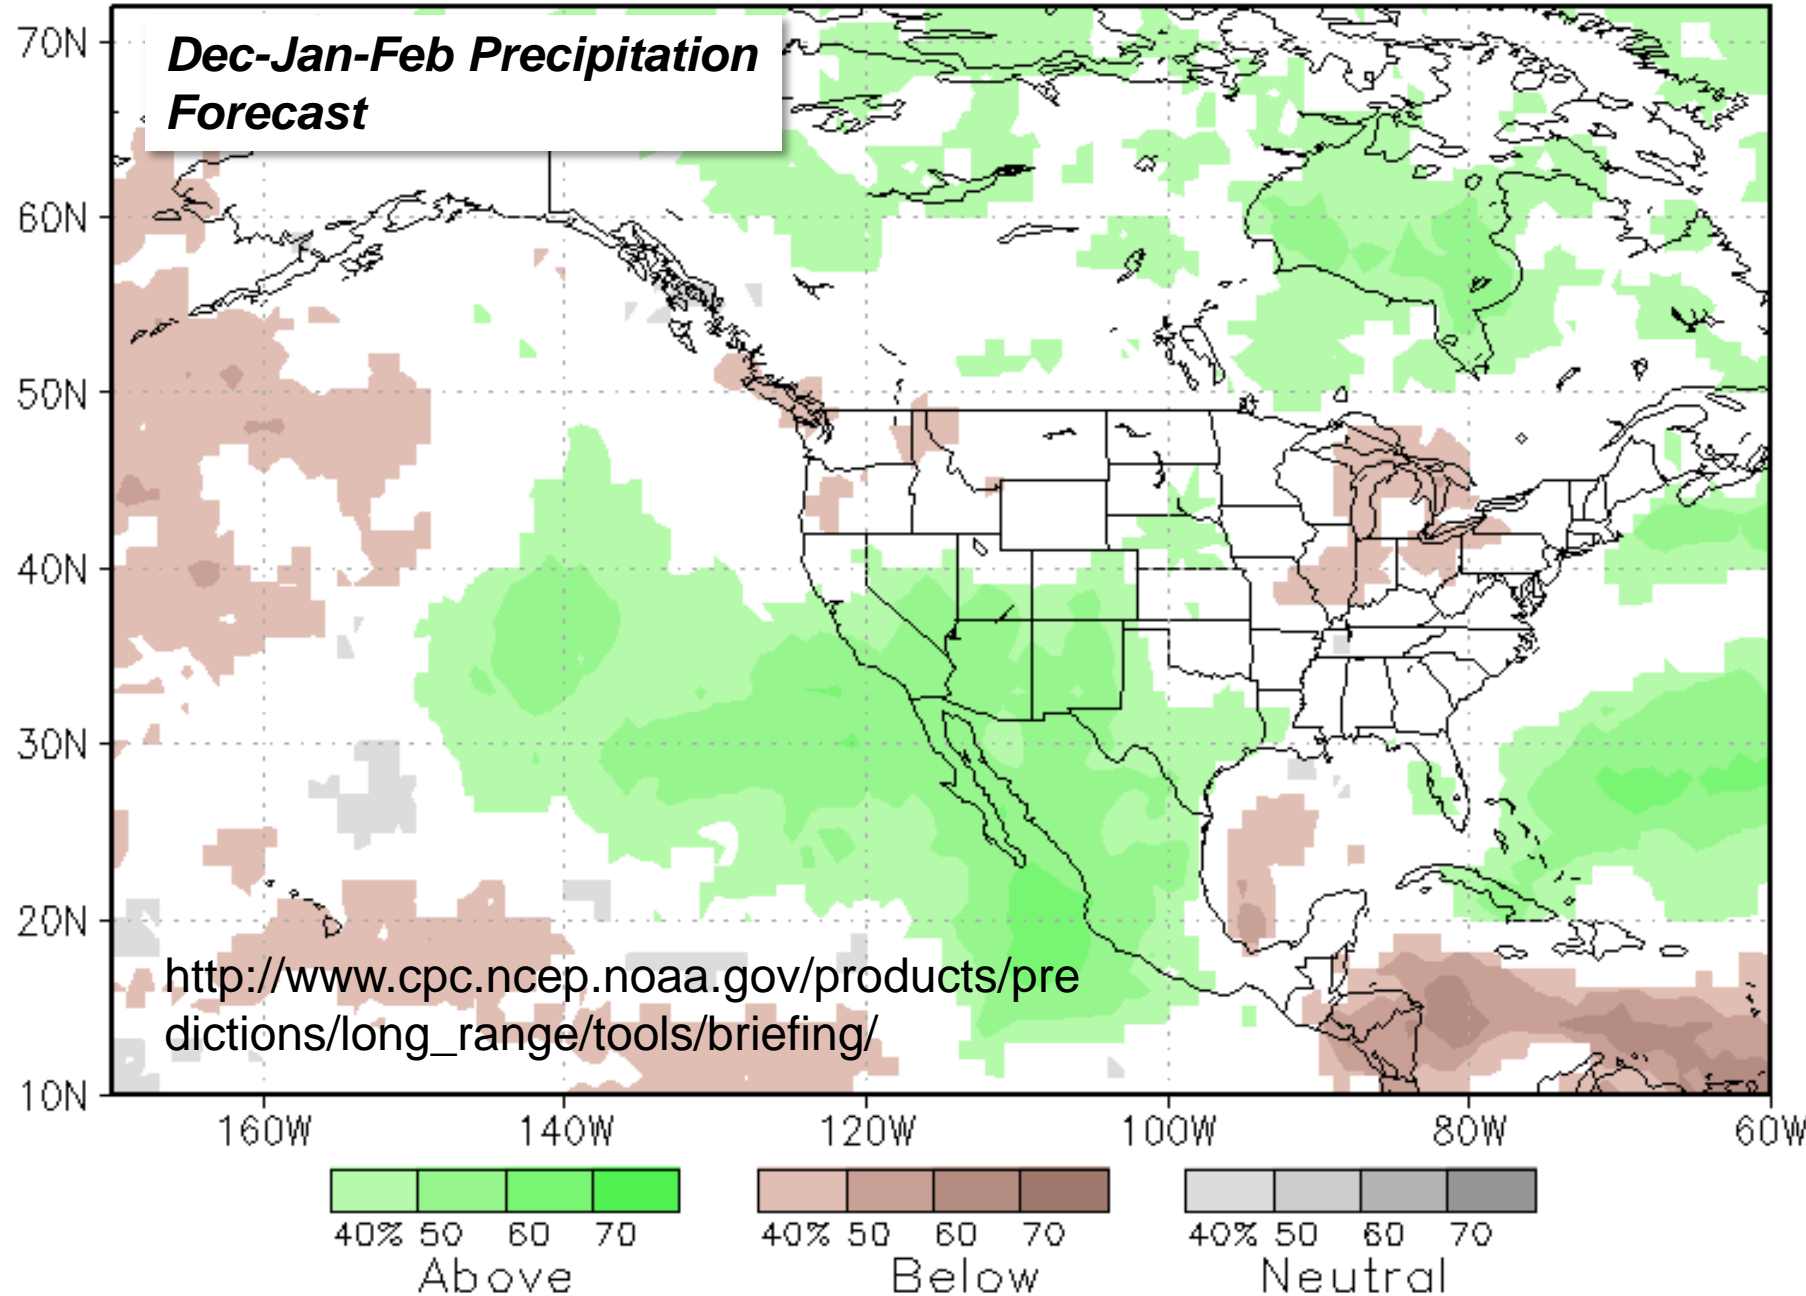 Dec-Jan-Feb Precipitation
Forecast
70N
60N
50N
40N
30N
20N
10N
http://www.cpc.ncep.noaa.gov/products/pre
dictions/long_range/tools/briefing/
160W 140W 120W 100W 80W 60W
40% 50 60 70 40% 50 60 70 40% 50 60 70
Above Below Neutral